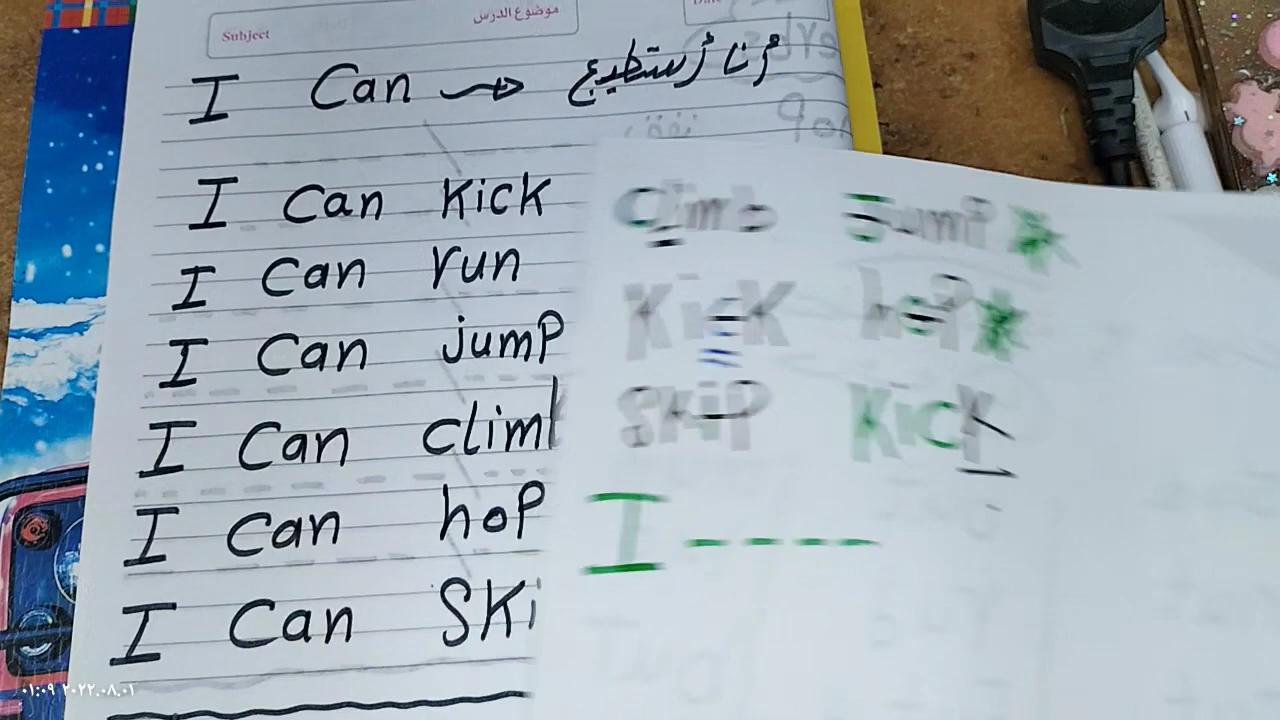 Subject موضوع الدرس
I Can → أنا أستطيع
I Can Kick
I Can run
I Can jump
I Can clim
I Can hop
I Can SKi
Climb Jump
Kick hop
Skip Kick
I ----
٠١:٠٩ ٢٠٢٢.٠٨.٠١